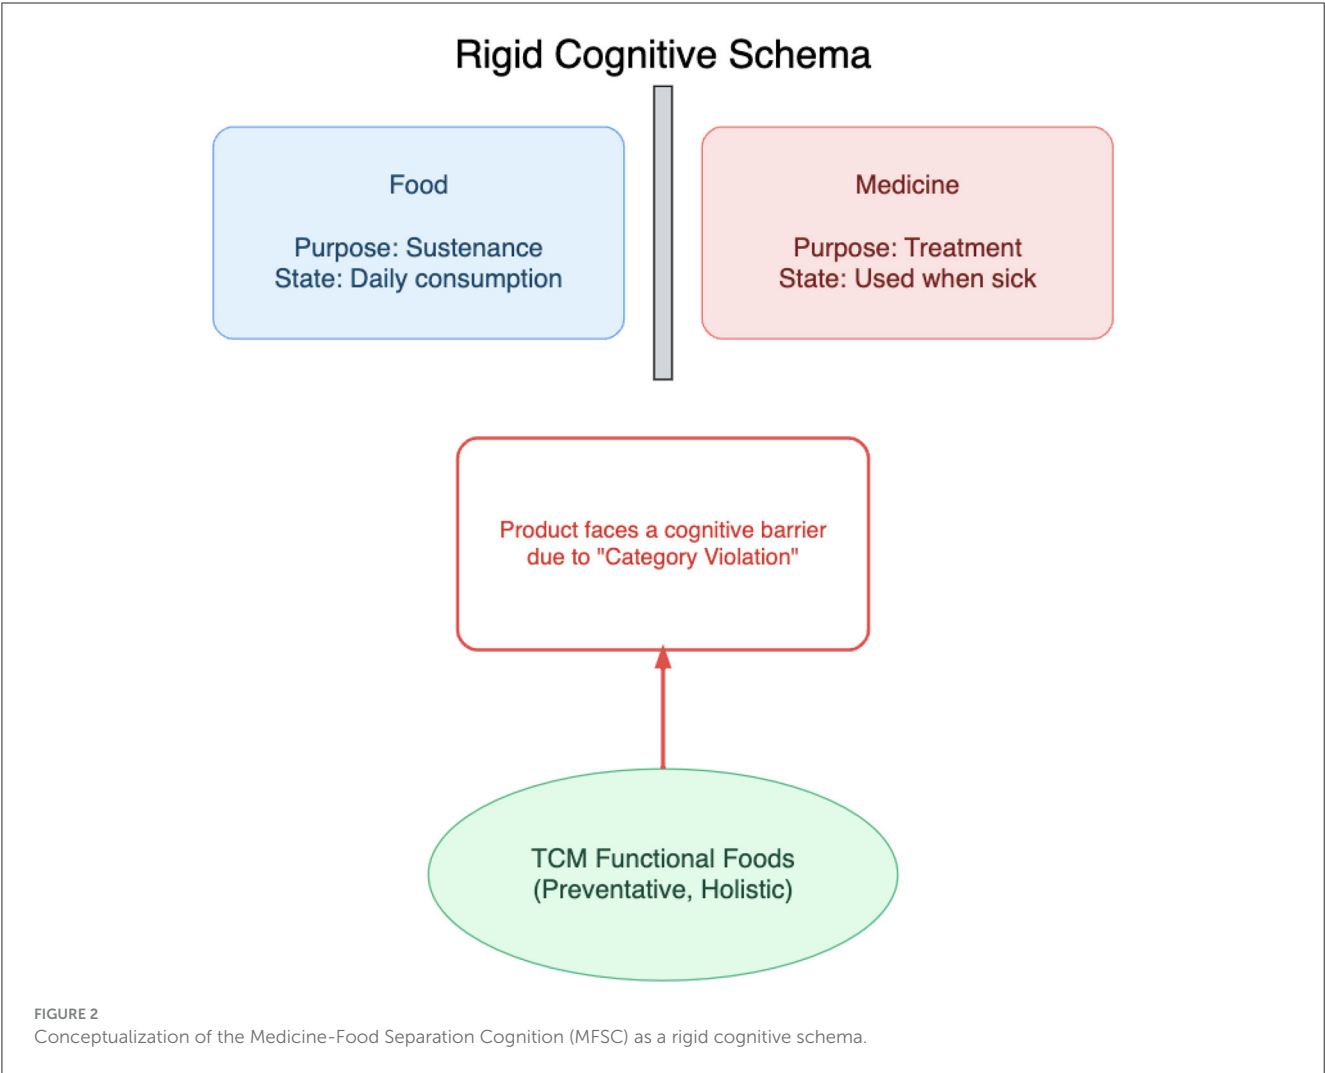 Rigid Cognitive Schema
Food
Purpose: Sustenance
State: Daily consumption
Medicine
Purpose: Treatment
State: Used when sick
Product faces a cognitive barrier
due to "Category Violation"
TCM Functional Foods
(Preventative, Holistic)
FIGURE 2
Conceptualization of the Medicine-Food Separation Cognition (MFSC) as a rigid cognitive schema.